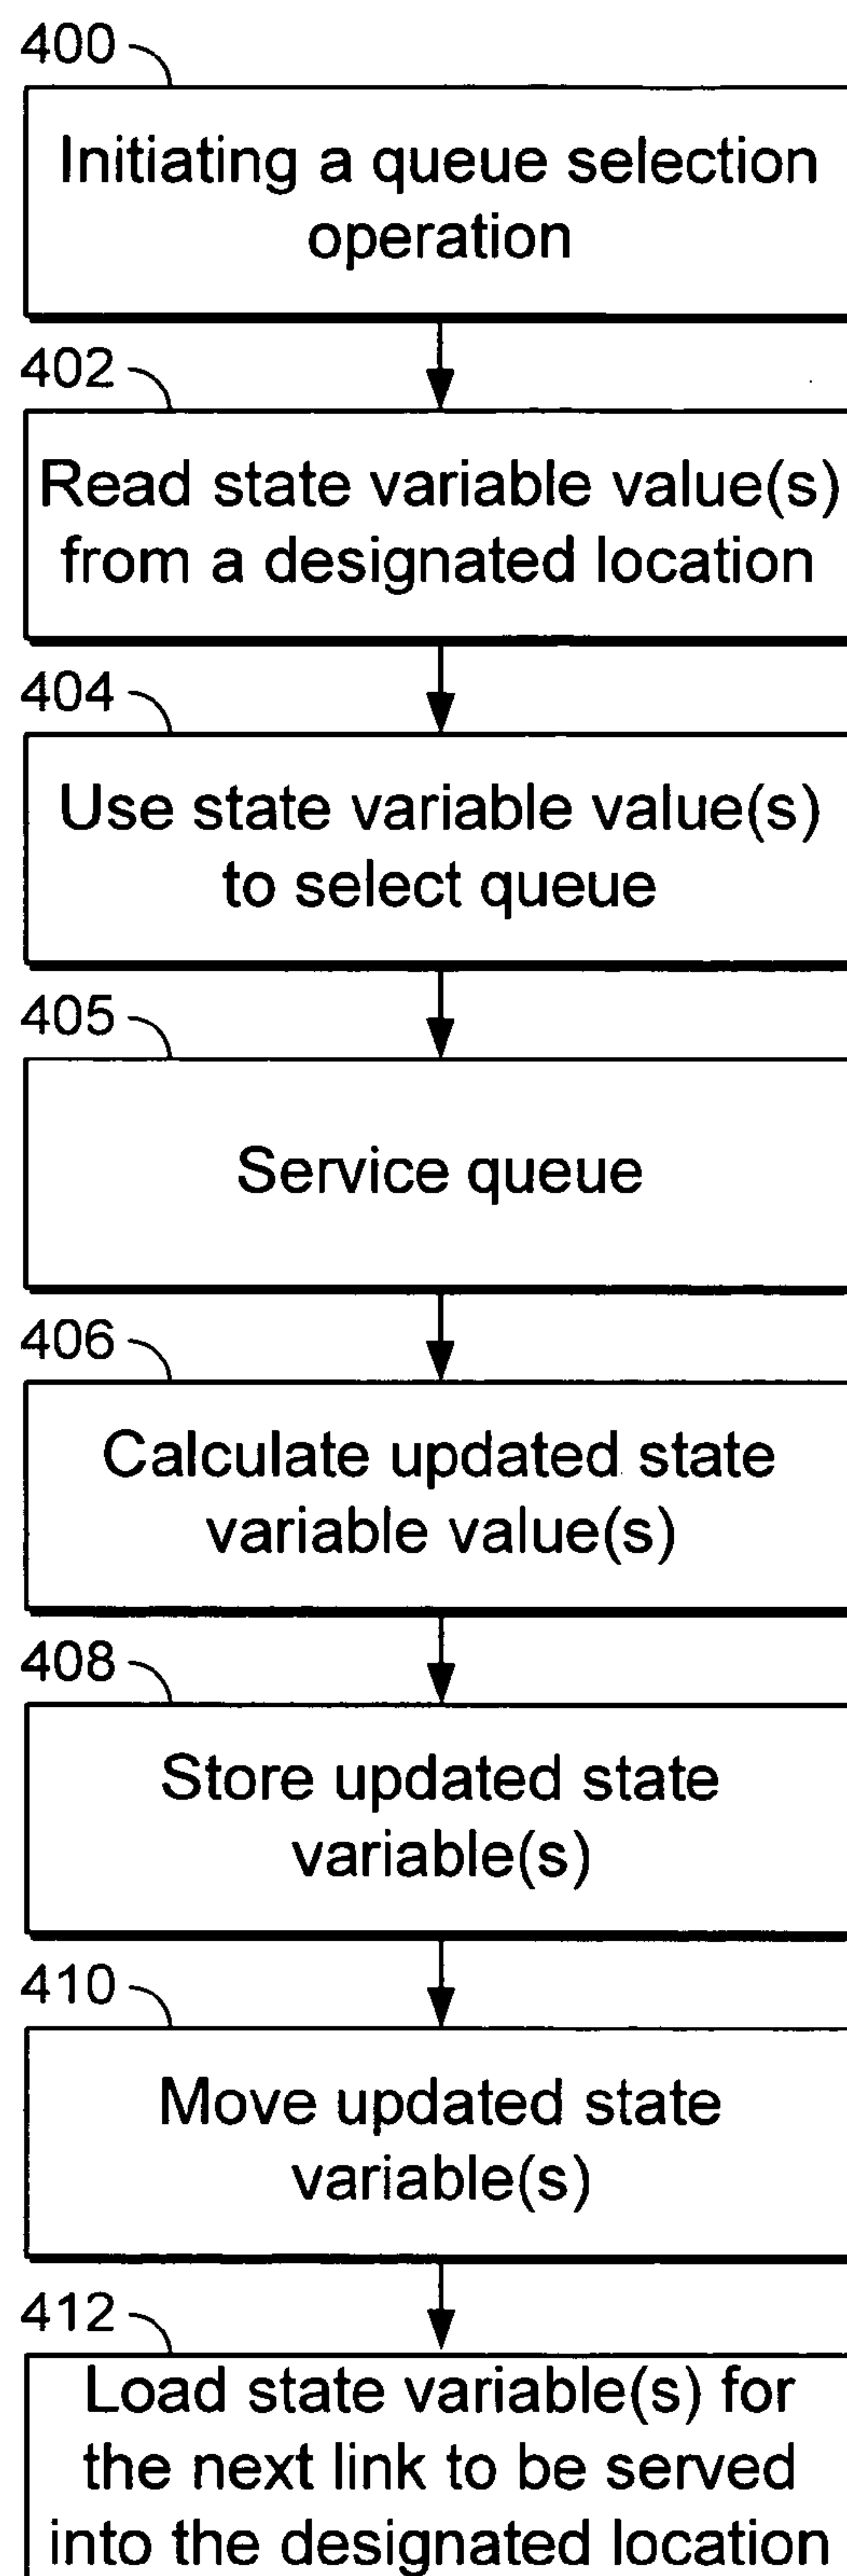 400
Initiating a queue selection
operation
402
Read state variable value(s)
from a designated location
404
Use state variable value(s)
to select queue
405
Service queue
406
Calculate updated state
variable value(s)
408
Store updated state
variable(s)
410
Move updated state
variable(s)
412
Load state variable(s) for
the next link to be served
into the designated location